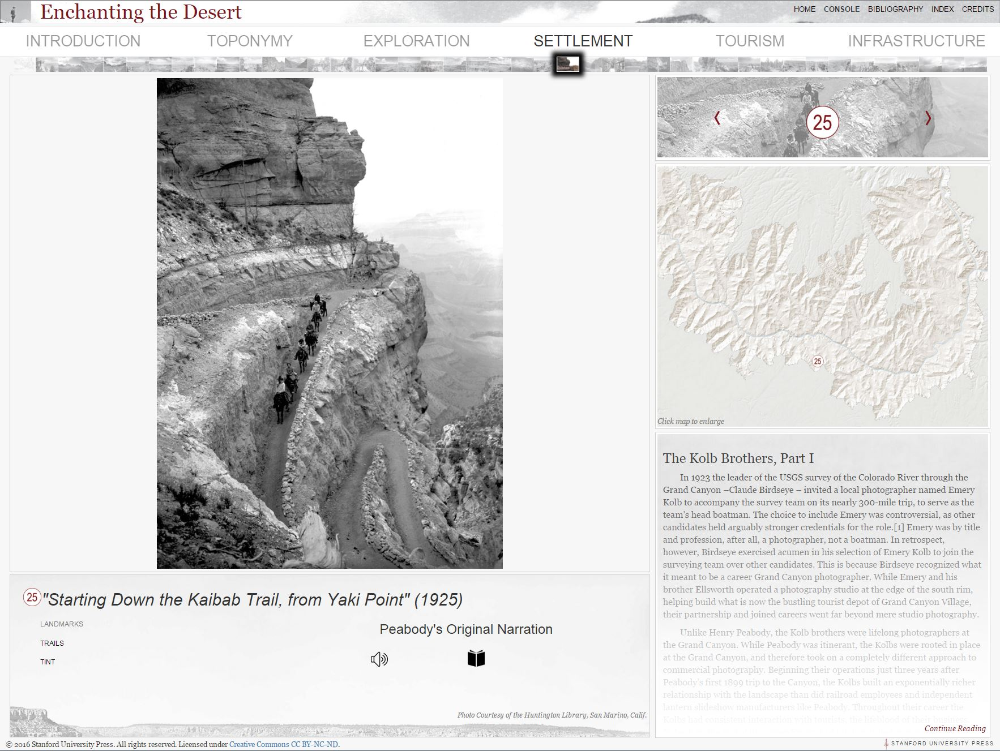 Enchanting the Desert
HOME CONSOLE BIBLIOGRAPHY INDEX CREDITS
INTRODUCTION TOPONYMY EXPLORATION SETTLEMENT TOURISM INFRASTRUCTURE
25
25
Click map to enlarge
The Kolb Brothers, Part I
In 1923 the leader of the USGS survey of the Colorado River through the
Grand Canyon –Claude Birdseye – invited a local photographer named Emery
Kolb to accompany the survey team on its nearly 300-mile trip, to serve as the
team's head boatman. The choice to include Emery was controversial, as other
candidates held arguably stronger credentials for the role.[1] Emery was by title
and profession, after all, a photographer, not a boatman. In retrospect,
however, Birdseye exercised acumen in his selection of Emery Kolb to join the
surveying team over other candidates. This is because Birdseye recognized what
it meant to be a career Grand Canyon photographer. While Emery and his
brother Ellsworth operated a photography studio at the edge of the south rim,
helping build what is now the bustling tourist depot of Grand Canyon Village,
their partnership and joined careers went far beyond mere studio photography.
Unlike Henry Peabody, the Kolb brothers were lifelong photographers at
the Grand Canyon. While Peabody was itinerant, the Kolbs were rooted in place
at the Grand Canyon, and therefore took on a completely different approach to
commercial photography. Beginning their operations just three years after
Peabody's first 1899 trip to the Canyon, the Kolbs built an exponentially richer
relationship with the landscape than did railroad employees and independent
lantern slideshow manufacturers like Peabody. Throughout their career the
Kolbs had consistent interaction with tourists, the lifeblood of their business
Continue Reading
25 "Starting Down the Kaibab Trail, from Yaki Point" (1925)
LANDMARKS
TRAILS
TINT
Peabody's Original Narration
Photo Courtesy of the Huntington Library, San Marino, Calif.
© 2016 Stanford University Press. All rights reserved. Licensed under Creative Commons CC BY-NC-ND.
STANFORD UNIVERSITY PRESS